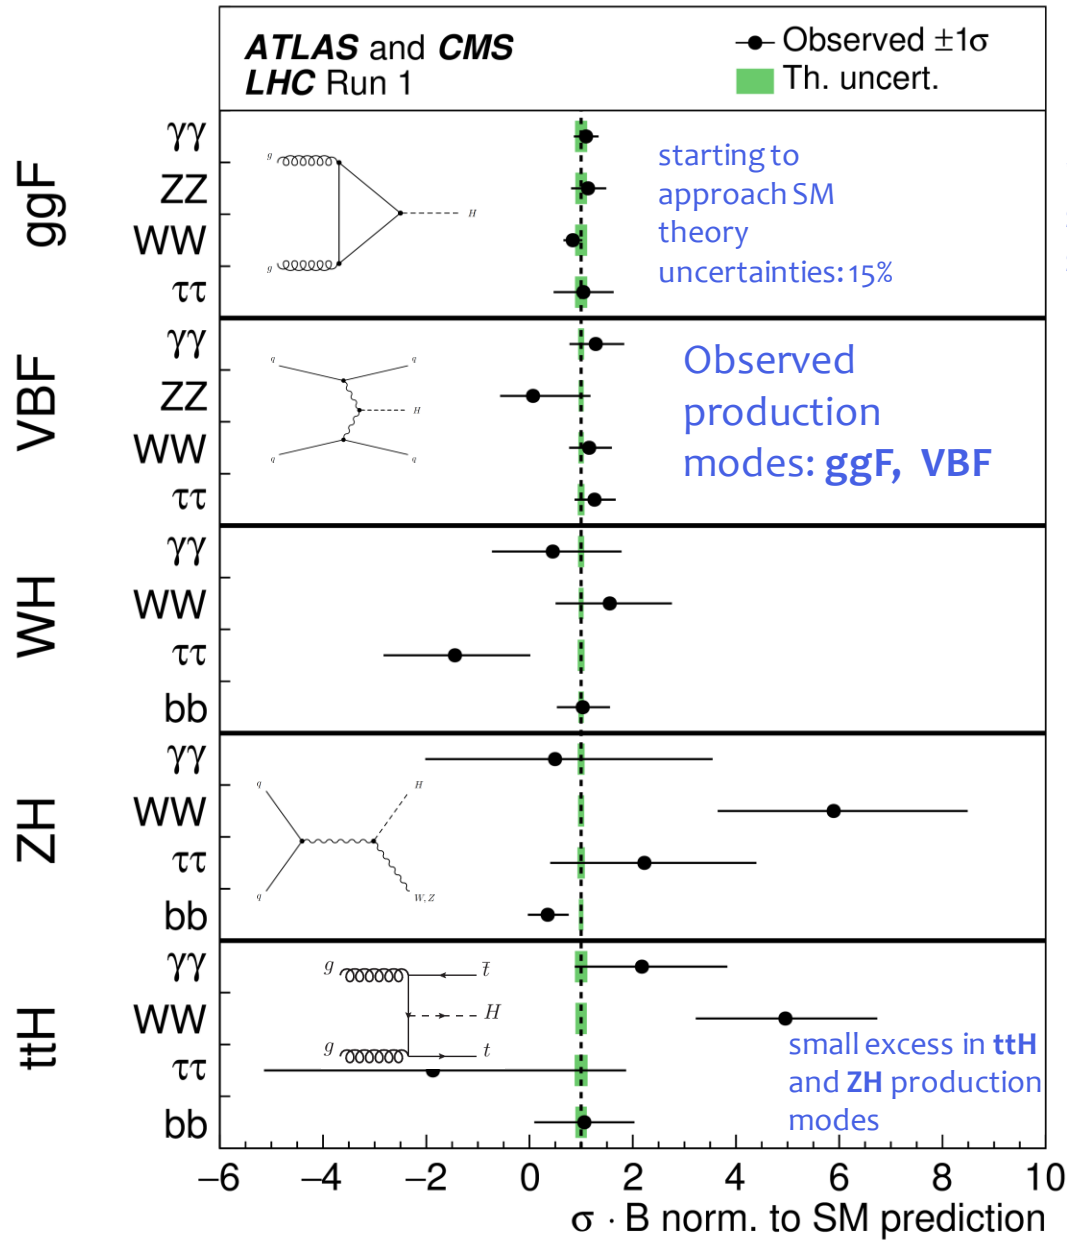 ATLAS and CMS
LHC Run 1
Observed ±1σ
Th. uncert.
ggF
γγ
ZZ
WW
ττ
g
g
H
starting to
approach SM
theory
uncertainties: 15%
VBF
γγ
ZZ
WW
ττ
q
q
H
q
q
Observed
production
modes: ggF, VBF
WH
γγ
WW
ττ
bb
ZH
γγ
WW
ττ
bb
q
H
q
W, Z
ttH
γγ
WW
ττ
bb
g
t̅
H
g
t
small excess in ttH
and ZH production
modes
−6 −4 −2 0 2 4 6 8 10
σ · B norm. to SM prediction